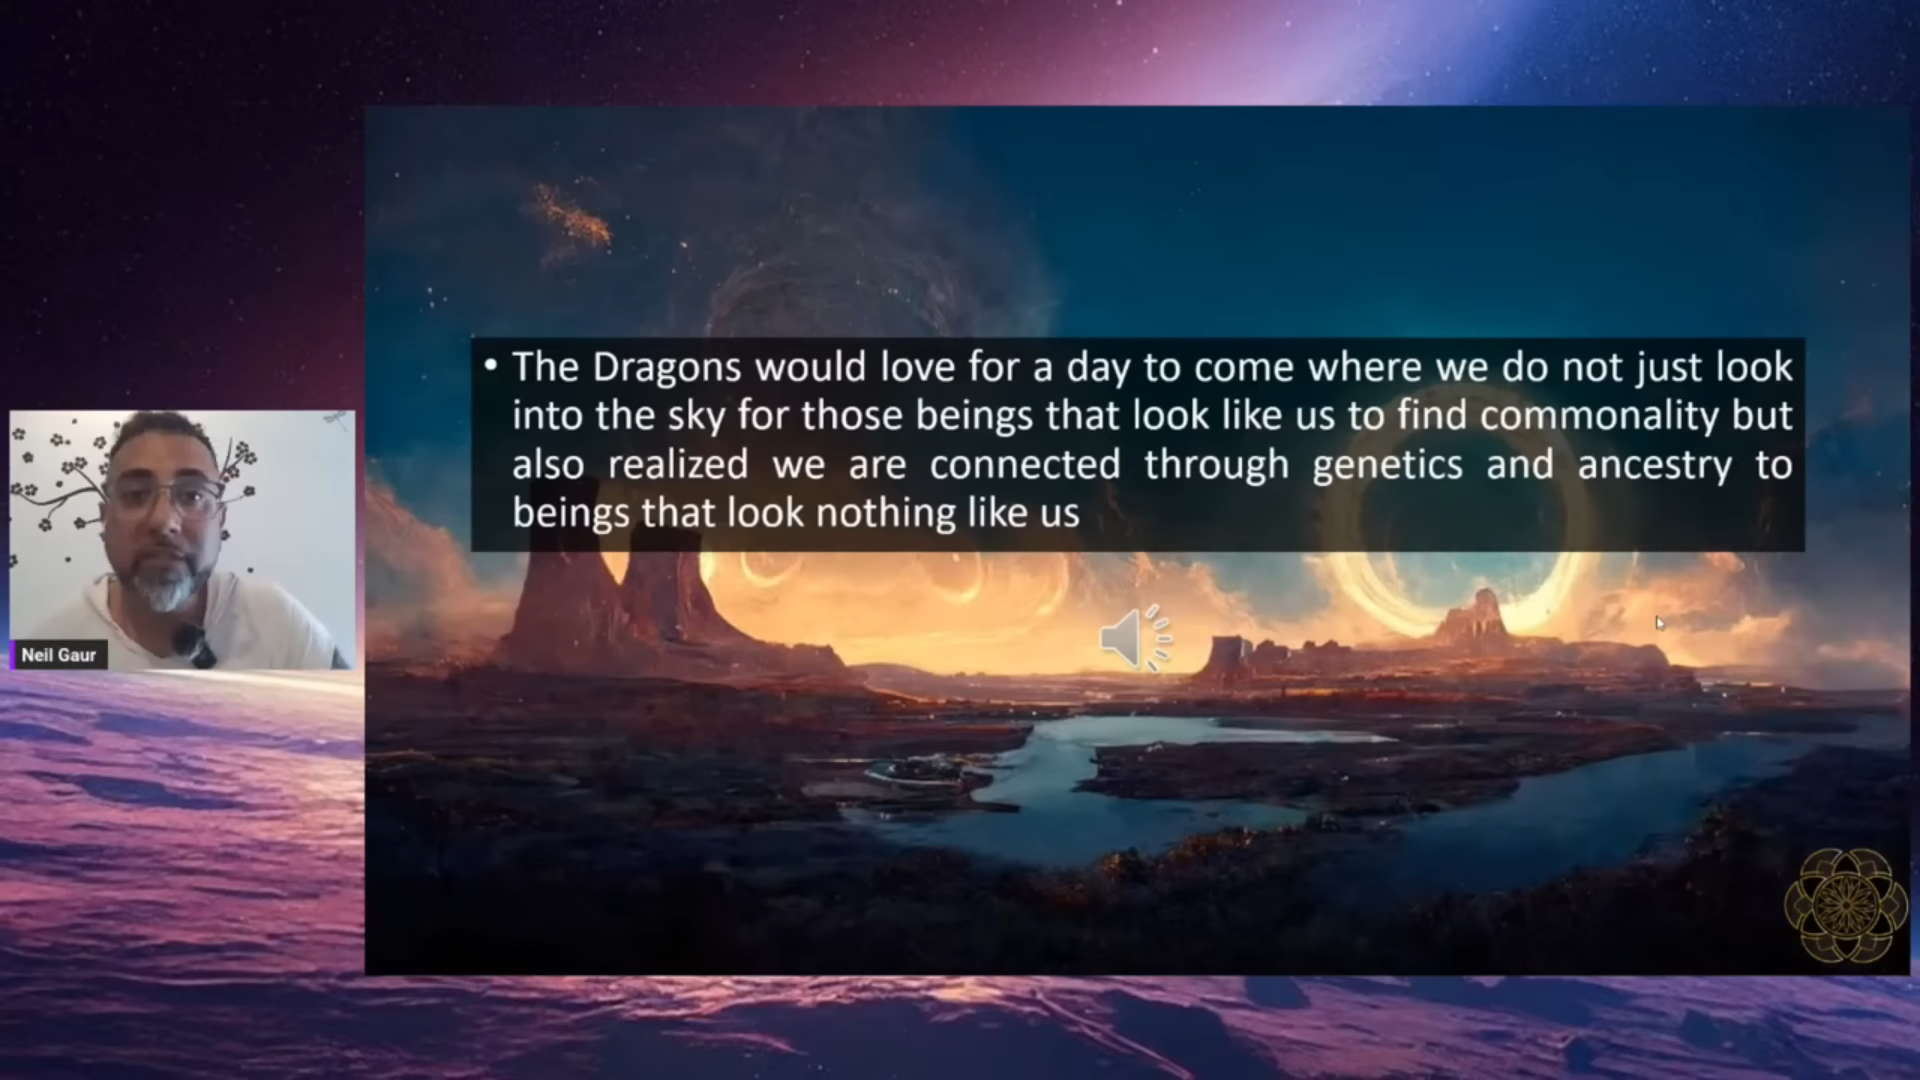 • The Dragons would love for a day to come where we do not just look
into the sky for those beings that look like us to find commonality but
also realized we are connected through genetics and ancestry to
beings that look nothing like us
Neil Gaur